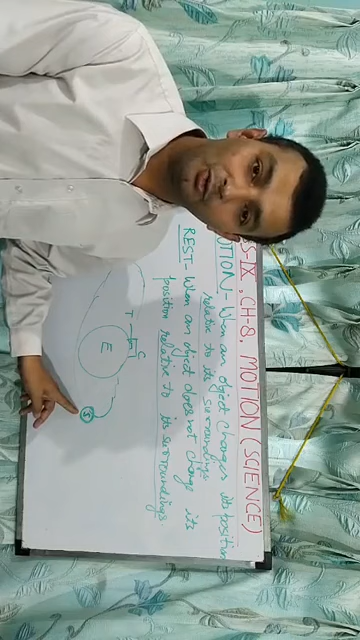 SS-IX, CH-8. MOTION (SCIENCE)
OTION- When an object changes its position
relative to its surroundings
REST- When an object does not change its
position relative to its surroundings
T
C
E
S